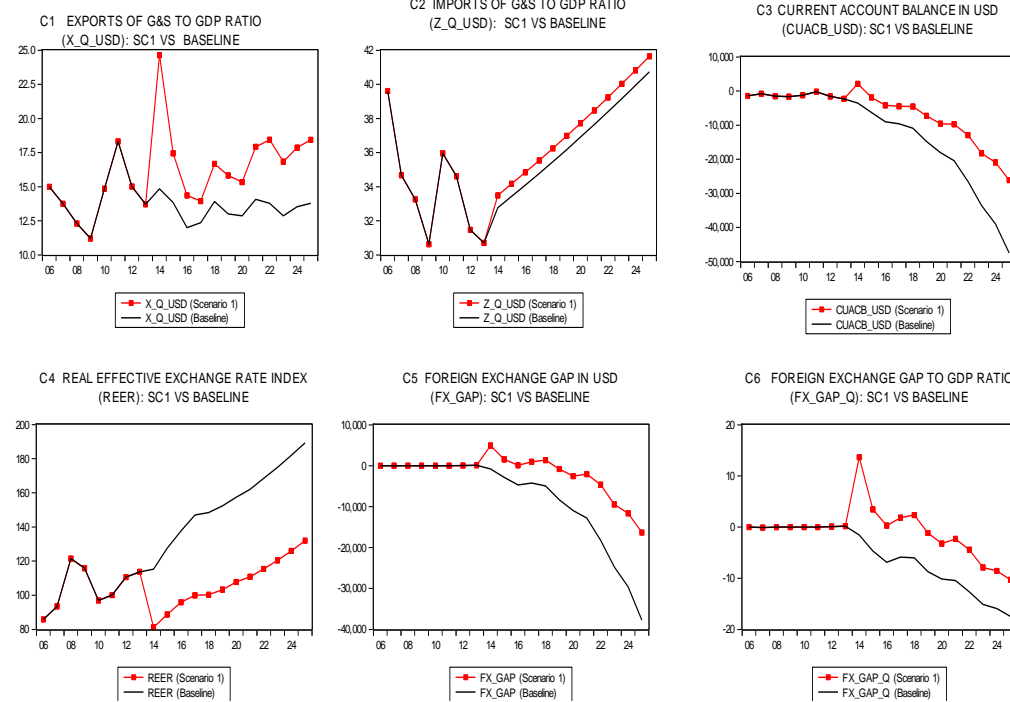 C1 EXPORTS OF G&S TO GDP RATIO
(X_Q_USD): SC1 VS BASELINE
25.0
22.5
20.0
17.5
15.0
12.5
10.0
06 08 10 12 14 16 18 20 22 24
X_Q_USD (Scenario 1)
X_Q_USD (Baseline)
C2 IMPORTS OF G&S TO GDP RATIO
(Z_Q_USD): SC1 VS BASELINE
42
40
38
36
34
32
30
06 08 10 12 14 16 18 20 22 24
Z_Q_USD (Scenario 1)
Z_Q_USD (Baseline)
C3 CURRENT ACCOUNT BALANCE IN USD
(CUACB_USD): SC1 VS BASLELINE
10,000
0
-10,000
-20,000
-30,000
-40,000
-50,000
06 08 10 12 14 16 18 20 22 24
CUACB_USD (Scenario 1)
CUACB_USD (Baseline)
C4 REAL EFFECTIVE EXCHANGE RATE INDEX
(REER): SC1 VS BASELINE
200
180
160
140
120
100
80
06 08 10 12 14 16 18 20 22 24
REER (Scenario 1)
REER (Baseline)
C5 FOREIGN EXCHANGE GAP IN USD
(FX_GAP): SC1 VS BASELINE
10,000
0
-10,000
-20,000
-30,000
-40,000
06 08 10 12 14 16 18 20 22 24
FX_GAP (Scenario 1)
FX_GAP (Baseline)
C6 FOREIGN EXCHANGE GAP TO GDP RATIO
(FX_GAP_Q): SC1 VS BASELINE
20
10
0
-10
-20
06 08 10 12 14 16 18 20 22 24
FX_GAP_Q (Scenario 1)
FX_GAP_Q (Baseline)